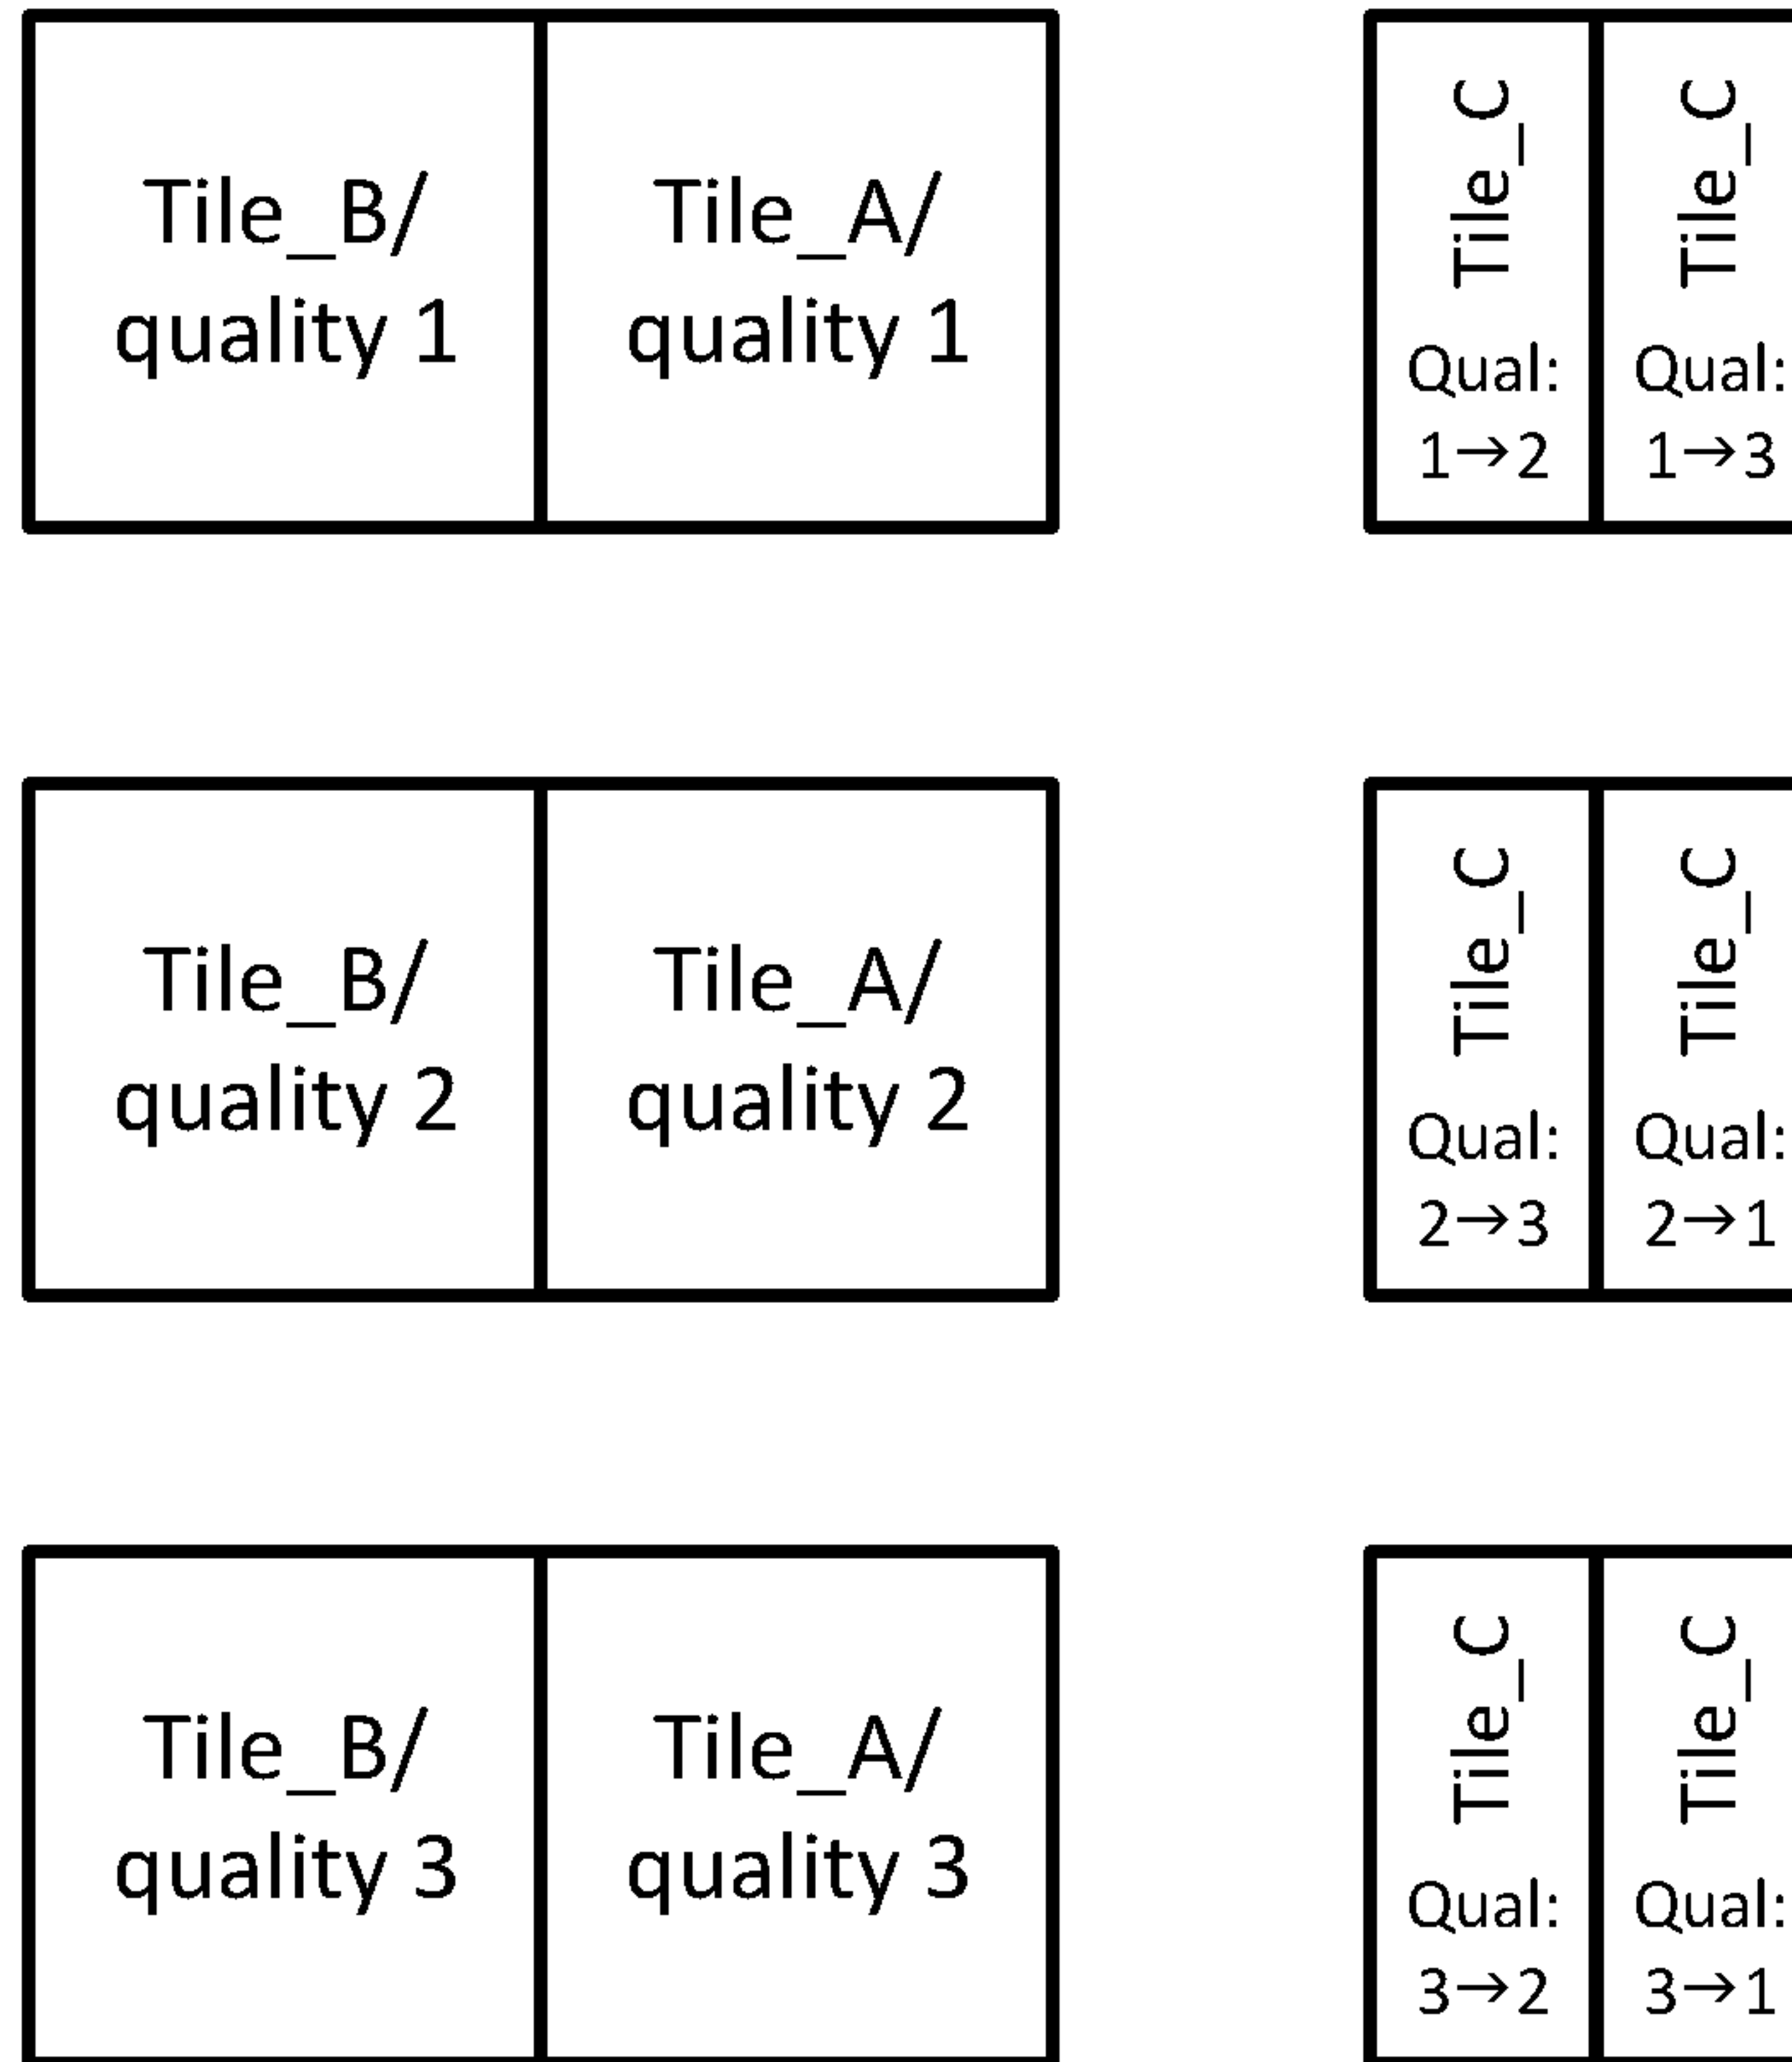 Tile_B/
quality 1
Tile_A/
quality 1
Tile_C
Qual:
1→2
Tile_C
Qual:
1→3
Tile_B/
quality 2
Tile_A/
quality 2
Tile_C
Qual:
2→3
Tile_C
Qual:
2→1
Tile_B/
quality 3
Tile_A/
quality 3
Tile_C
Qual:
3→2
Tile_C
Qual:
3→1